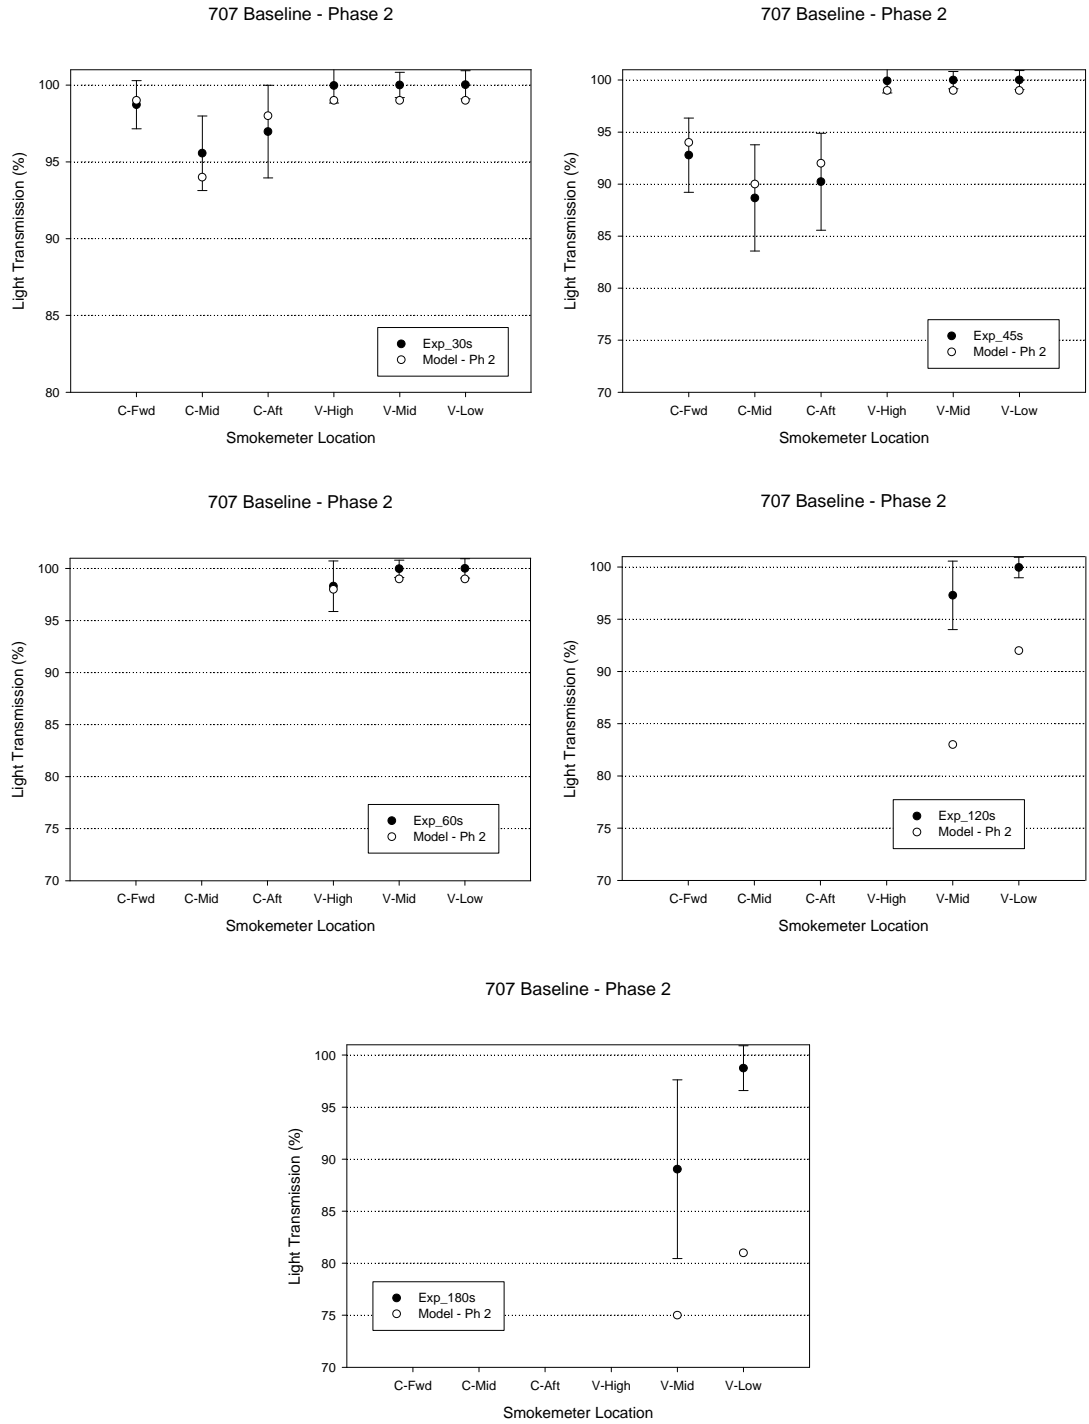 707 Baseline - Phase 2
Light Transmission (%)
100
95
90
85
80
Exp_30s
Model - Ph 2
C-Fwd C-Mid C-Aft V-High V-Mid V-Low
Smokemeter Location
707 Baseline - Phase 2
Light Transmission (%)
100
95
90
85
80
75
70
Exp_45s
Model - Ph 2
C-Fwd C-Mid C-Aft V-High V-Mid V-Low
Smokemeter Location
707 Baseline - Phase 2
Light Transmission (%)
100
95
90
85
80
75
70
Exp_60s
Model - Ph 2
C-Fwd C-Mid C-Aft V-High V-Mid V-Low
Smokemeter Location
707 Baseline - Phase 2
Light Transmission (%)
100
95
90
85
80
75
70
Exp_120s
Model - Ph 2
C-Fwd C-Mid C-Aft V-High V-Mid V-Low
Smokemeter Location
707 Baseline - Phase 2
Light Transmission (%)
100
95
90
85
80
75
70
Exp_180s
Model - Ph 2
C-Fwd C-Mid C-Aft V-High V-Mid V-Low
Smokemeter Location